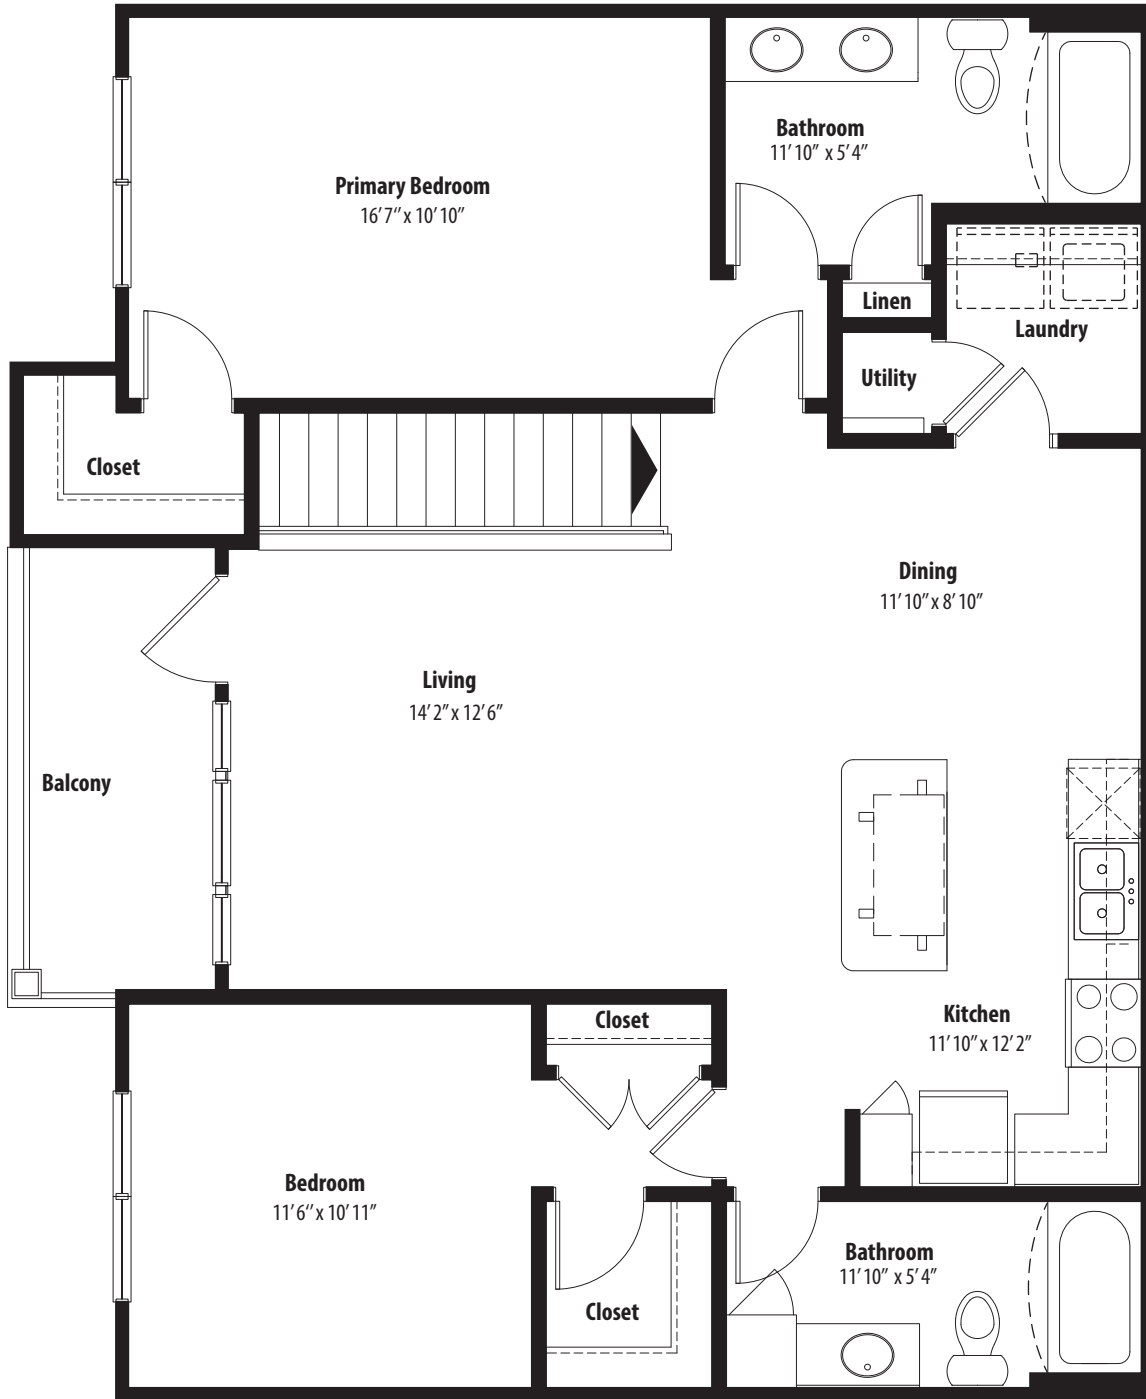 Bathroom
11’10” x 5’4”
Primary Bedroom
16’7” x 10’10”
Linen
Laundry
Utility
Closet
Dining
11’10” x 8’10”
Living
14’2” x 12’6”
Balcony
Kitchen
11’10” x 12’2”
Closet
Bedroom
11’6” x 10’11”
Bathroom
11’10” x 5’4”
Closet